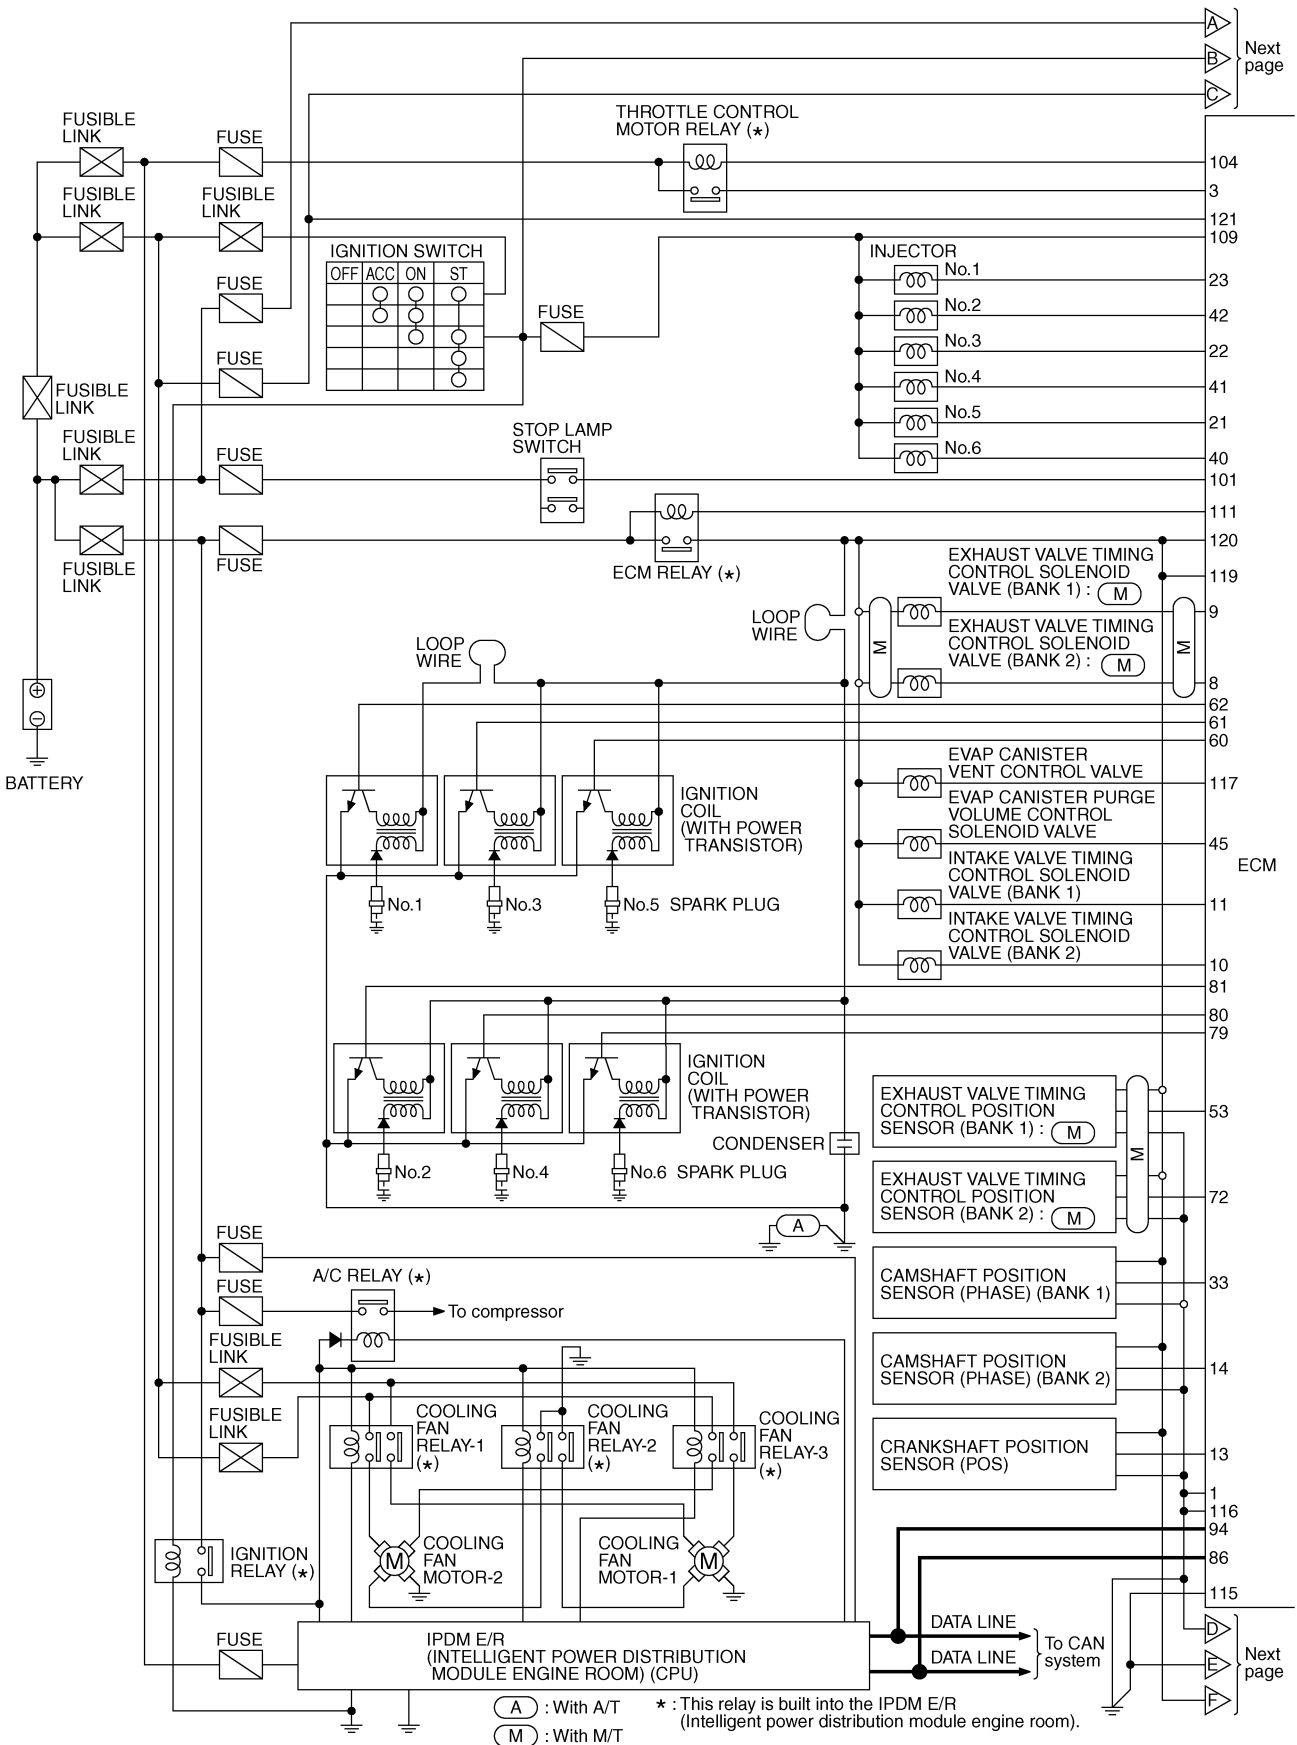 A
B
Next
page
C
THROTTLE CONTROL
MOTOR RELAY (*)
FUSIBLE
LINK
FUSE
104
3
FUSIBLE
LINK
FUSIBLE
LINK
121
109
IGNITION SWITCH
OFF ACC ON ST
INJECTOR
No.1
23
FUSE
FUSE
No.2
42
No.3
22
FUSE
FUSIBLE
LINK
No.4
41
No.5
21
STOP LAMP
SWITCH
FUSIBLE
LINK
FUSE
No.6
40
101
111
120
FUSE
FUSIBLE
LINK
ECM RELAY (*)
EXHAUST VALVE TIMING
CONTROL SOLENOID
VALVE (BANK 1) : M
119
9
LOOP
WIRE
M
M
EXHAUST VALVE TIMING
CONTROL SOLENOID
VALVE (BANK 2) : M
LOOP
WIRE
8
62
61
60
BATTERY
EVAP CANISTER
VENT CONTROL VALVE
117
IGNITION
COIL
(WITH POWER
TRANSISTOR)
EVAP CANISTER PURGE
VOLUME CONTROL
SOLENOID VALVE
45
ECM
INTAKE VALVE TIMING
CONTROL SOLENOID
VALVE (BANK 1)
11
No.1
No.3
No.5 SPARK PLUG
INTAKE VALVE TIMING
CONTROL SOLENOID
VALVE (BANK 2)
10
81
80
79
IGNITION
COIL
(WITH POWER
TRANSISTOR)
EXHAUST VALVE TIMING
CONTROL POSITION
SENSOR (BANK 1) : M
53
CONDENSER
M
No.2
No.4
No.6 SPARK PLUG
EXHAUST VALVE TIMING
CONTROL POSITION
SENSOR (BANK 2) : M
72
A
FUSE
A/C RELAY (*)
FUSE
To compressor
CAMSHAFT POSITION
SENSOR (PHASE) (BANK 1)
33
FUSIBLE
LINK
CAMSHAFT POSITION
SENSOR (PHASE) (BANK 2)
14
FUSIBLE
LINK
COOLING
FAN
RELAY-1
(*)
COOLING
FAN
RELAY-2
(*)
COOLING
FAN
RELAY-3
(*)
CRANKSHAFT POSITION
SENSOR (POS)
13
1
116
94
86
115
IGNITION
RELAY (*)
M
COOLING
FAN
MOTOR-2
COOLING
FAN
MOTOR-1
M
FUSE
IPDM E/R
(INTELLIGENT POWER DISTRIBUTION
MODULE ENGINE ROOM) (CPU)
DATA LINE
DATA LINE
To CAN
system
D
E
F
Next
page
A : With A/T
M : With M/T
* : This relay is built into the IPDM E/R
(Intelligent power distribution module engine room).